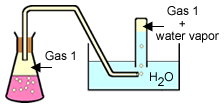 Gas 1
+
water vapor
Gas 1
H₂O